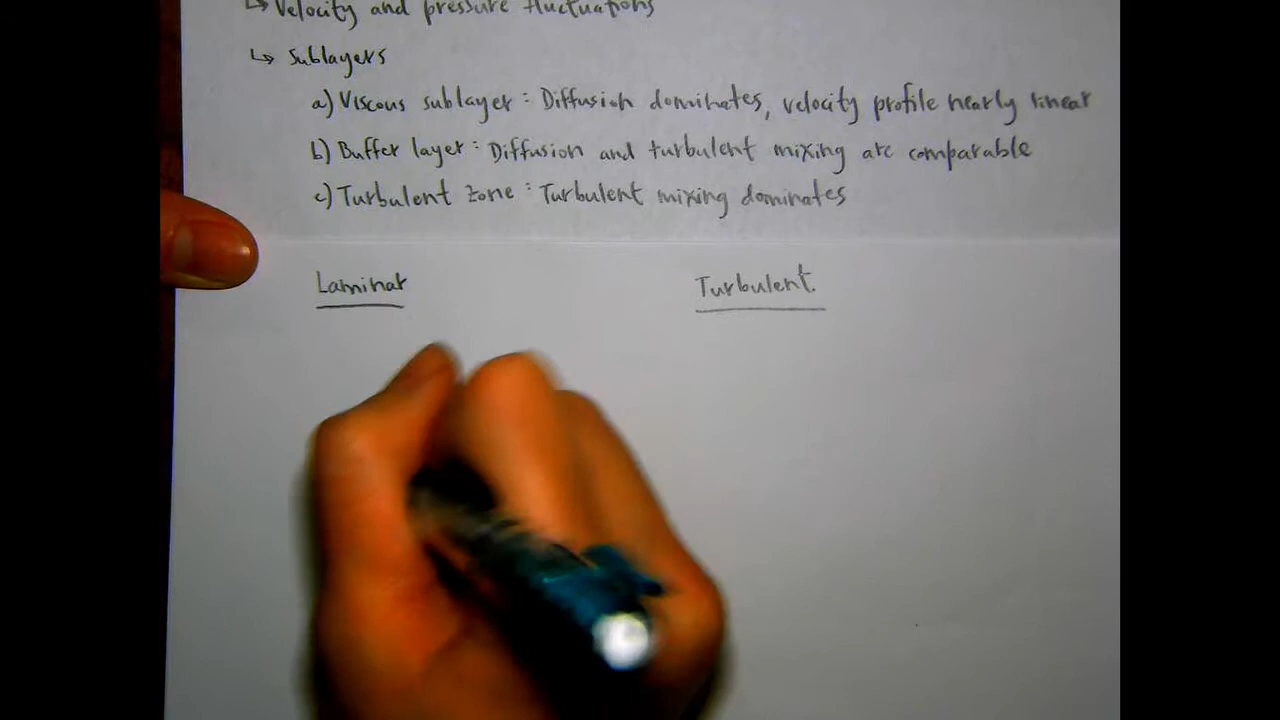 ↳ Velocity and pressure fluctuations
↳ Sublayers
a) Viscous sublayer : Diffusion dominates, velocity profile nearly linear
b) Buffer layer : Diffusion and turbulent mixing are comparable
c) Turbulent zone : Turbulent mixing dominates
Laminar
Turbulent.